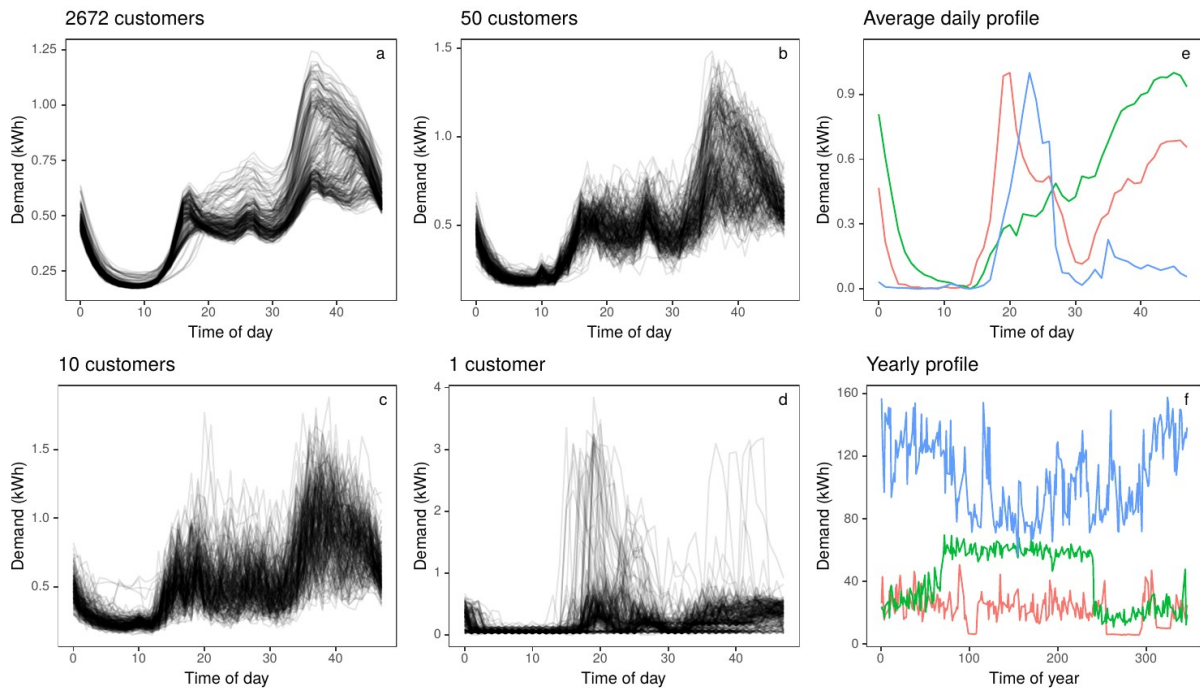 2672 customers
a
Demand (kWh)
1.25
1.00
0.75
0.50
0.25
0 10 20 30 40
Time of day
50 customers
b
Demand (kWh)
1.5
1.0
0.5
0 10 20 30 40
Time of day
Average daily profile
e
Demand (kWh)
0.9
0.6
0.3
0.0
0 10 20 30 40
Time of day
10 customers
c
Demand (kWh)
1.5
1.0
0.5
0 10 20 30 40
Time of day
1 customer
d
Demand (kWh)
4
3
2
1
0
0 10 20 30 40
Time of day
Yearly profile
f
Demand (kWh)
160
120
80
40
0
0 100 200 300
Time of year